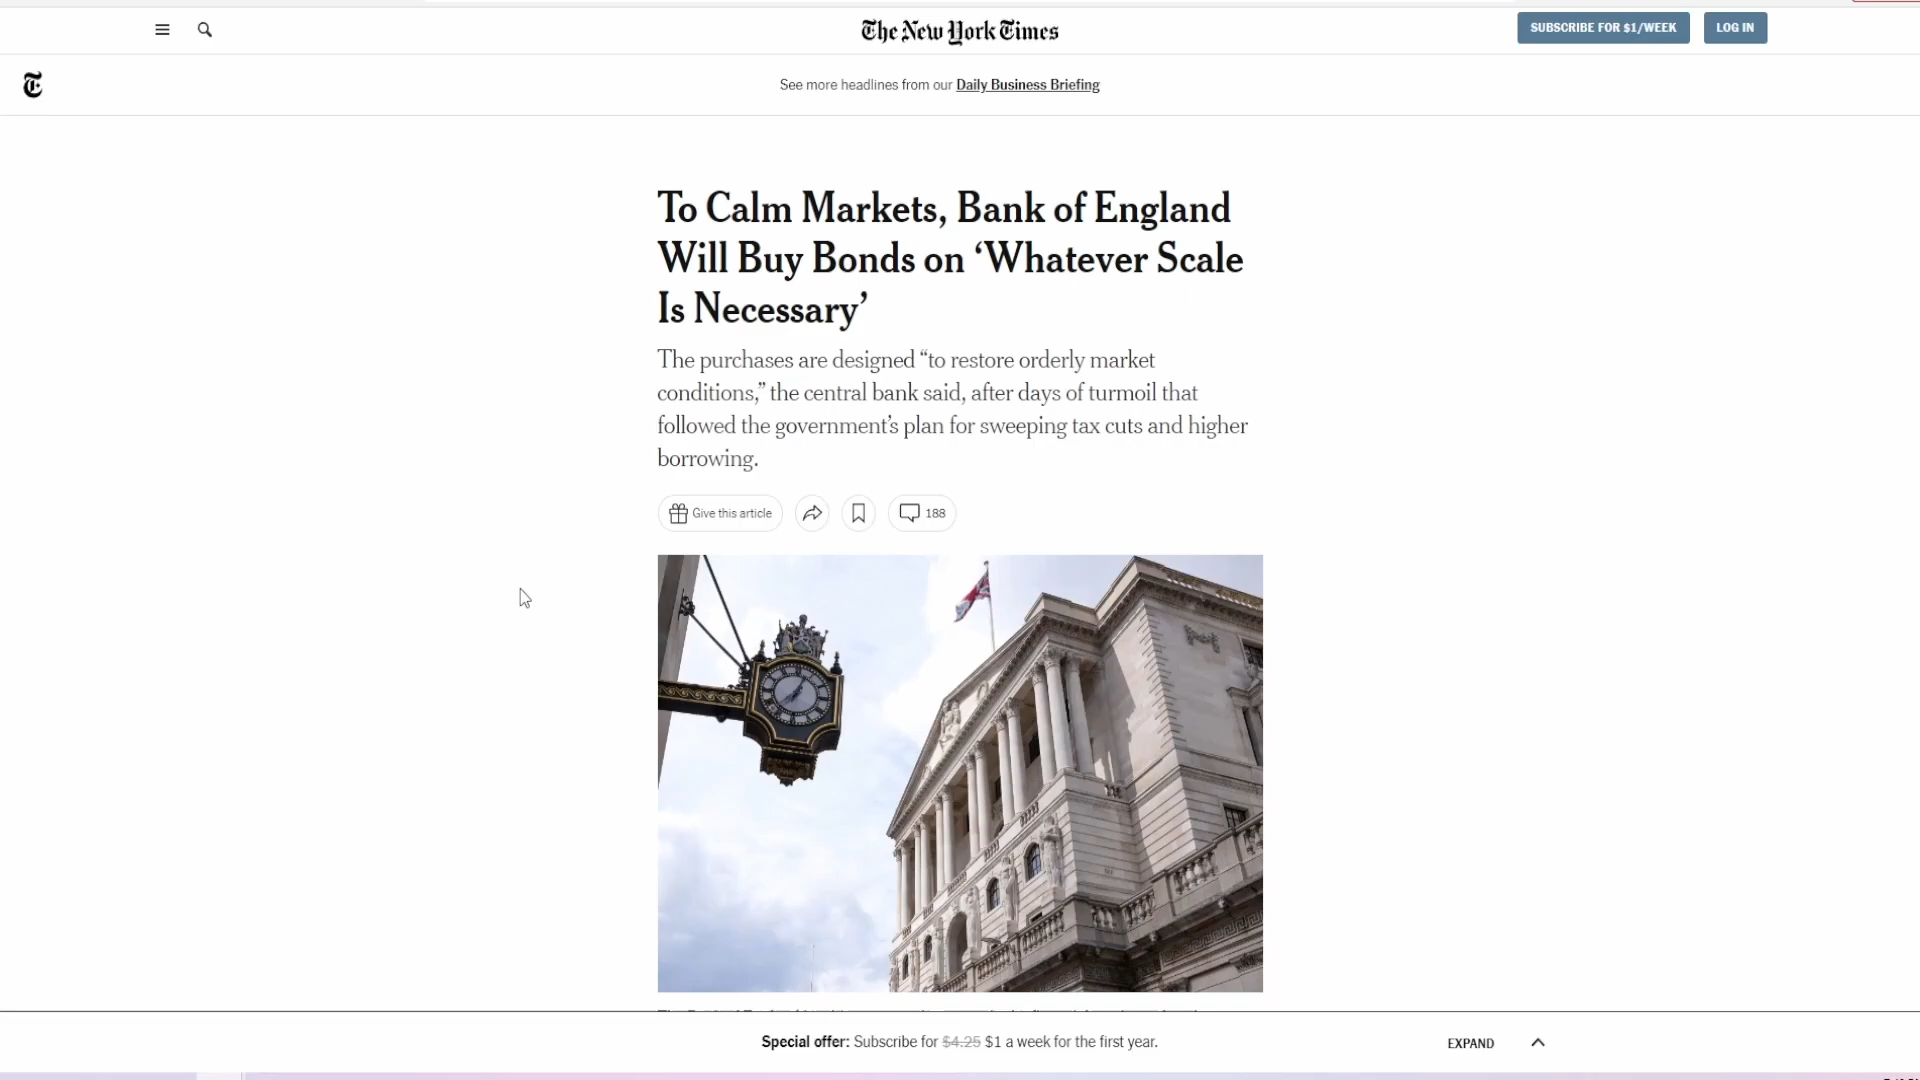 The New York Times
SUBSCRIBE FOR $1/WEEK
LOG IN
See more headlines from our Daily Business Briefing
To Calm Markets, Bank of England
Will Buy Bonds on ‘Whatever Scale
Is Necessary’
The purchases are designed “to restore orderly market
conditions,” the central bank said, after days of turmoil that
followed the government’s plan for sweeping tax cuts and higher
borrowing.
Give this article
188
Special offer: Subscribe for $4.25 $1 a week for the first year.
EXPAND